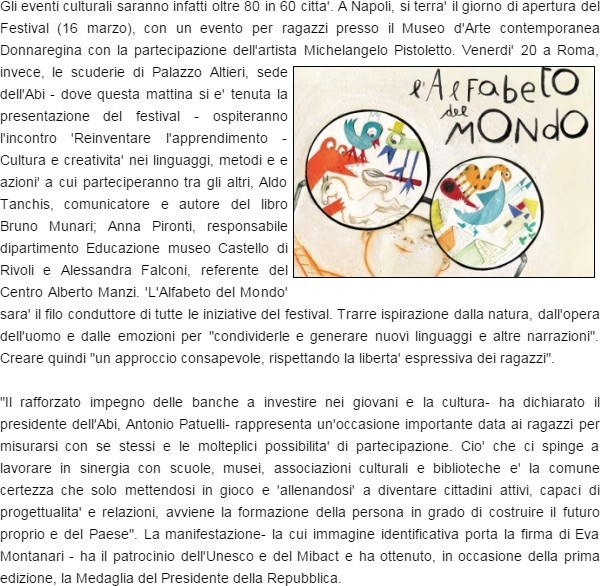 Gli eventi culturali saranno infatti oltre 80 in 60 citta'. A Napoli, si terra' il giorno di apertura del
Festival (16 marzo), con un evento per ragazzi presso il Museo d'Arte contemporanea
Donnaregina con la partecipazione dell'artista Michelangelo Pistoletto. Venerdi' 20 a Roma,
invece, le scuderie di Palazzo Altieri, sede
dell'Abi - dove questa mattina si e' tenuta la
presentazione del festival - ospiteranno
l'incontro 'Reinventare l'apprendimento -
Cultura e creativita' nei linguaggi, metodi e e
azioni' a cui parteciperanno tra gli altri, Aldo
Tanchis, comunicatore e autore del libro
Bruno Munari; Anna Pironti, responsabile
dipartimento Educazione museo Castello di
Rivoli e Alessandra Falconi, referente del
Centro Alberto Manzi. 'L'Alfabeto del Mondo'
l'Alfabeto
del
MONdO
sara' il filo conduttore di tutte le iniziative del festival. Trarre ispirazione dalla natura, dall'opera
dell'uomo e dalle emozioni per "condividerle e generare nuovi linguaggi e altre narrazioni".
Creare quindi "un approccio consapevole, rispettando la liberta' espressiva dei ragazzi".
"Il rafforzato impegno delle banche a investire nei giovani e la cultura- ha dichiarato il
presidente dell'Abi, Antonio Patuelli- rappresenta un'occasione importante data ai ragazzi per
misurarsi con se stessi e le molteplici possibilita' di partecipazione. Cio' che ci spinge a
lavorare in sinergia con scuole, musei, associazioni culturali e biblioteche e' la comune
certezza che solo mettendosi in gioco e 'allenandosi' a diventare cittadini attivi, capaci di
progettualita' e relazioni, avviene la formazione della persona in grado di costruire il futuro
proprio e del Paese". La manifestazione- la cui immagine identificativa porta la firma di Eva
Montanari - ha il patrocinio dell'Unesco e del Mibact e ha ottenuto, in occasione della prima
edizione, la Medaglia del Presidente della Repubblica.